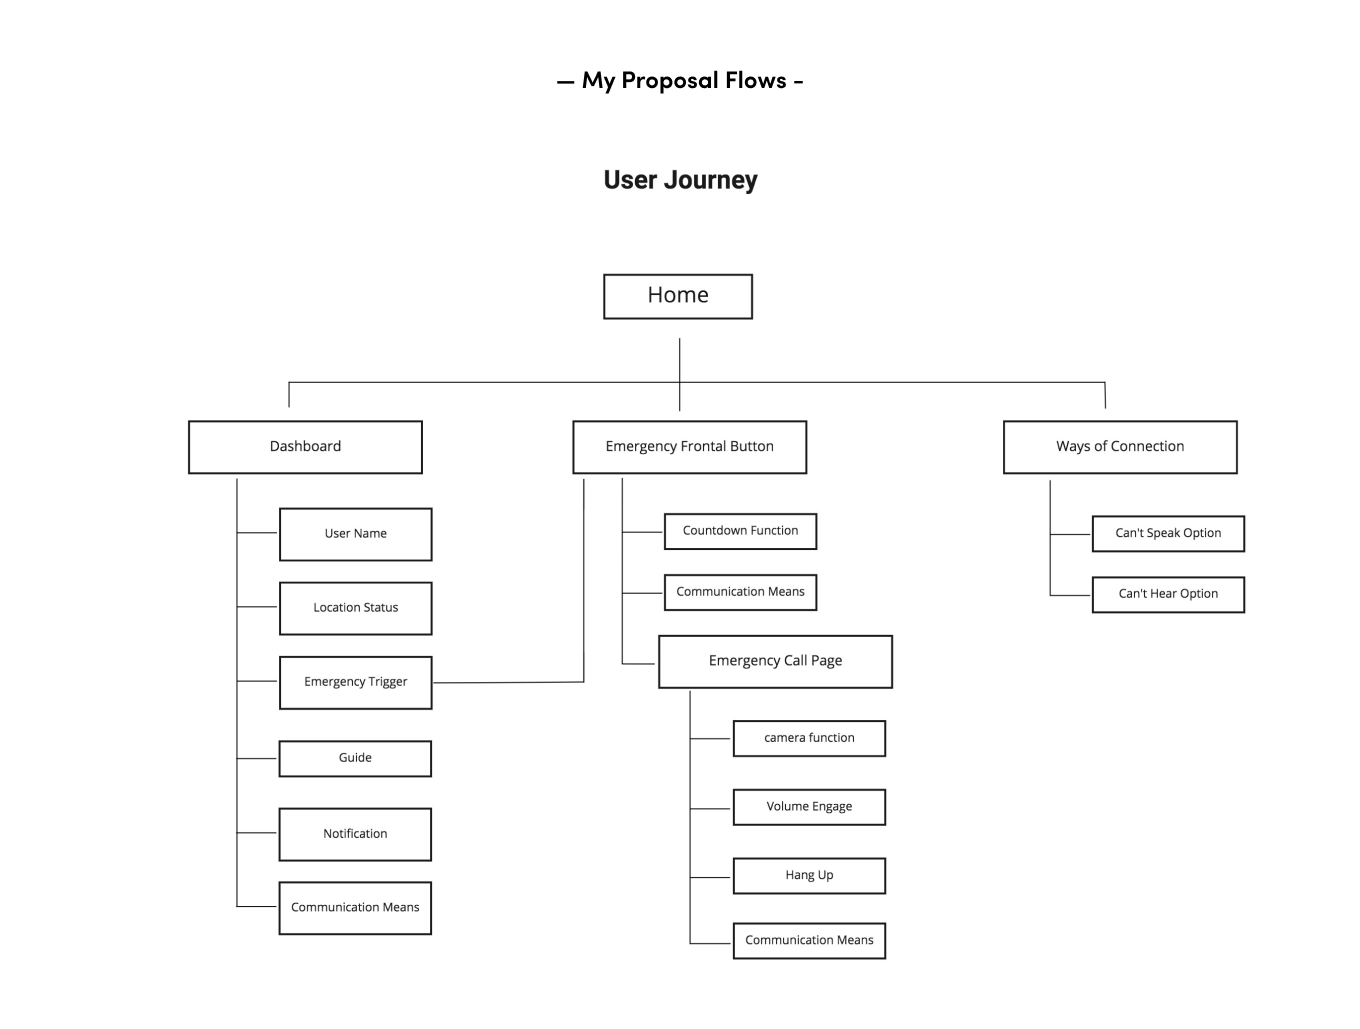 — My Proposal Flows -
User Journey
Home
Dashboard
User Name
Location Status
Emergency Trigger
Guide
Notification
Communication Means
Emergency Frontal Button
Countdown Function
Communication Means
Emergency Call Page
camera function
Volume Engage
Hang Up
Communication Means
Ways of Connection
Can't Speak Option
Can't Hear Option